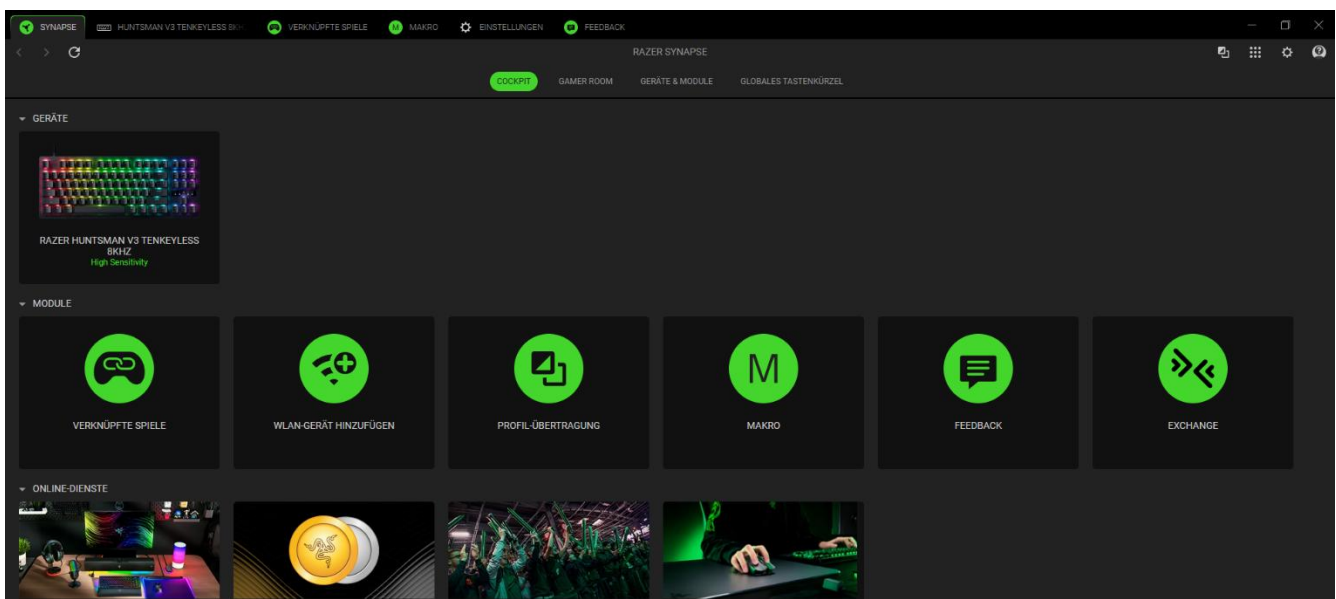 SYNAPSE
HUNTSMAN V3 TENKEYLESS 8KH
VERKNÜPFTE SPIELE
M MAKRO
EINSTELLUNGEN
FEEDBACK
RAZER SYNAPSE
COCKPIT
GAMER ROOM
GERÄTE & MODULE
GLOBALES TASTENKÜRZEL
GERÄTE
RAZER HUNTSMAN V3 TENKEYLESS
8KHZ
High Sensitivity
MODULE
M
VERKNÜPFTE SPIELE
WLAN-GERÄT HINZUFÜGEN
PROFIL-ÜBERTRAGUNG
MAKRO
FEEDBACK
EXCHANGE
ONLINE-DIENSTE